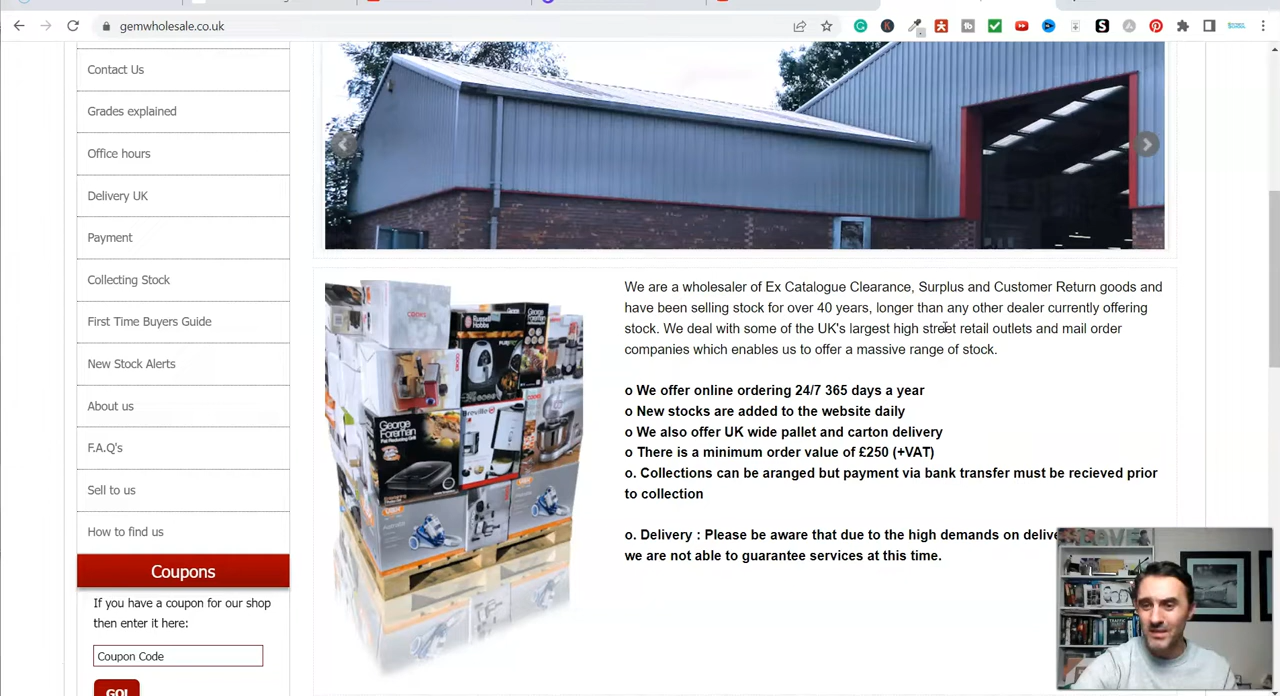 gemwholesale.co.uk
Contact Us
Grades explained
Office hours
Delivery UK
Payment
Collecting Stock
First Time Buyers Guide
New Stock Alerts
About us
F.A.Q's
Sell to us
How to find us
Coupons
If you have a coupon for our shop
then enter it here:
Coupon Code
GO!
COOKS
Russell
Hobbs
George
Foreman
Breville
We are a wholesaler of Ex Catalogue Clearance, Surplus and Customer Return goods and
have been selling stock for over 40 years, longer than any other dealer currently offering
stock. We deal with some of the UK's largest high street retail outlets and mail order
companies which enables us to offer a massive range of stock.
o We offer online ordering 24/7 365 days a year
o New stocks are added to the website daily
o We also offer UK wide pallet and carton delivery
o There is a minimum order value of £250 (+VAT)
o. Collections can be aranged but payment via bank transfer must be recieved prior
to collection
o. Delivery : Please be aware that due to the high demands on delive
we are not able to guarantee services at this time.